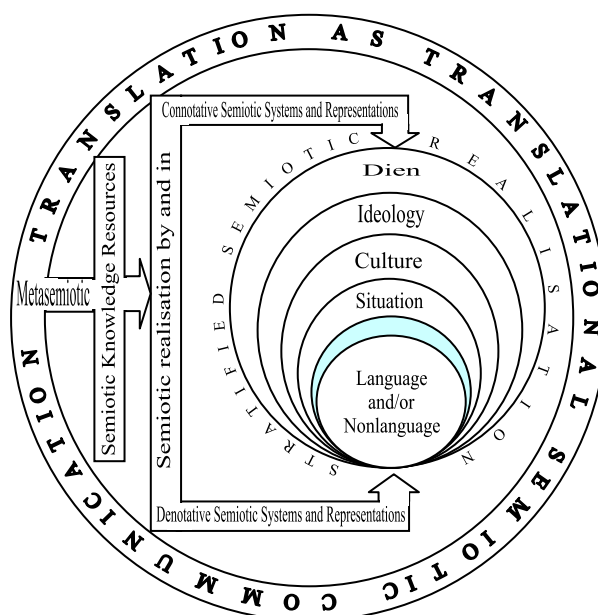 TRANSLATION AS TRANSLATIONAL SEMIOTIC COMMUNICATION
Connotative Semiotic Systems and Representations
STRATIFIED SEMIOTIC REALISATION
Dien
Ideology
Culture
Situation
Language
and/or
Nonlanguage
Metasemiotic
Semiotic Knowledge Resources
Semiotic realisation by and in
Denotative Semiotic Systems and Representations